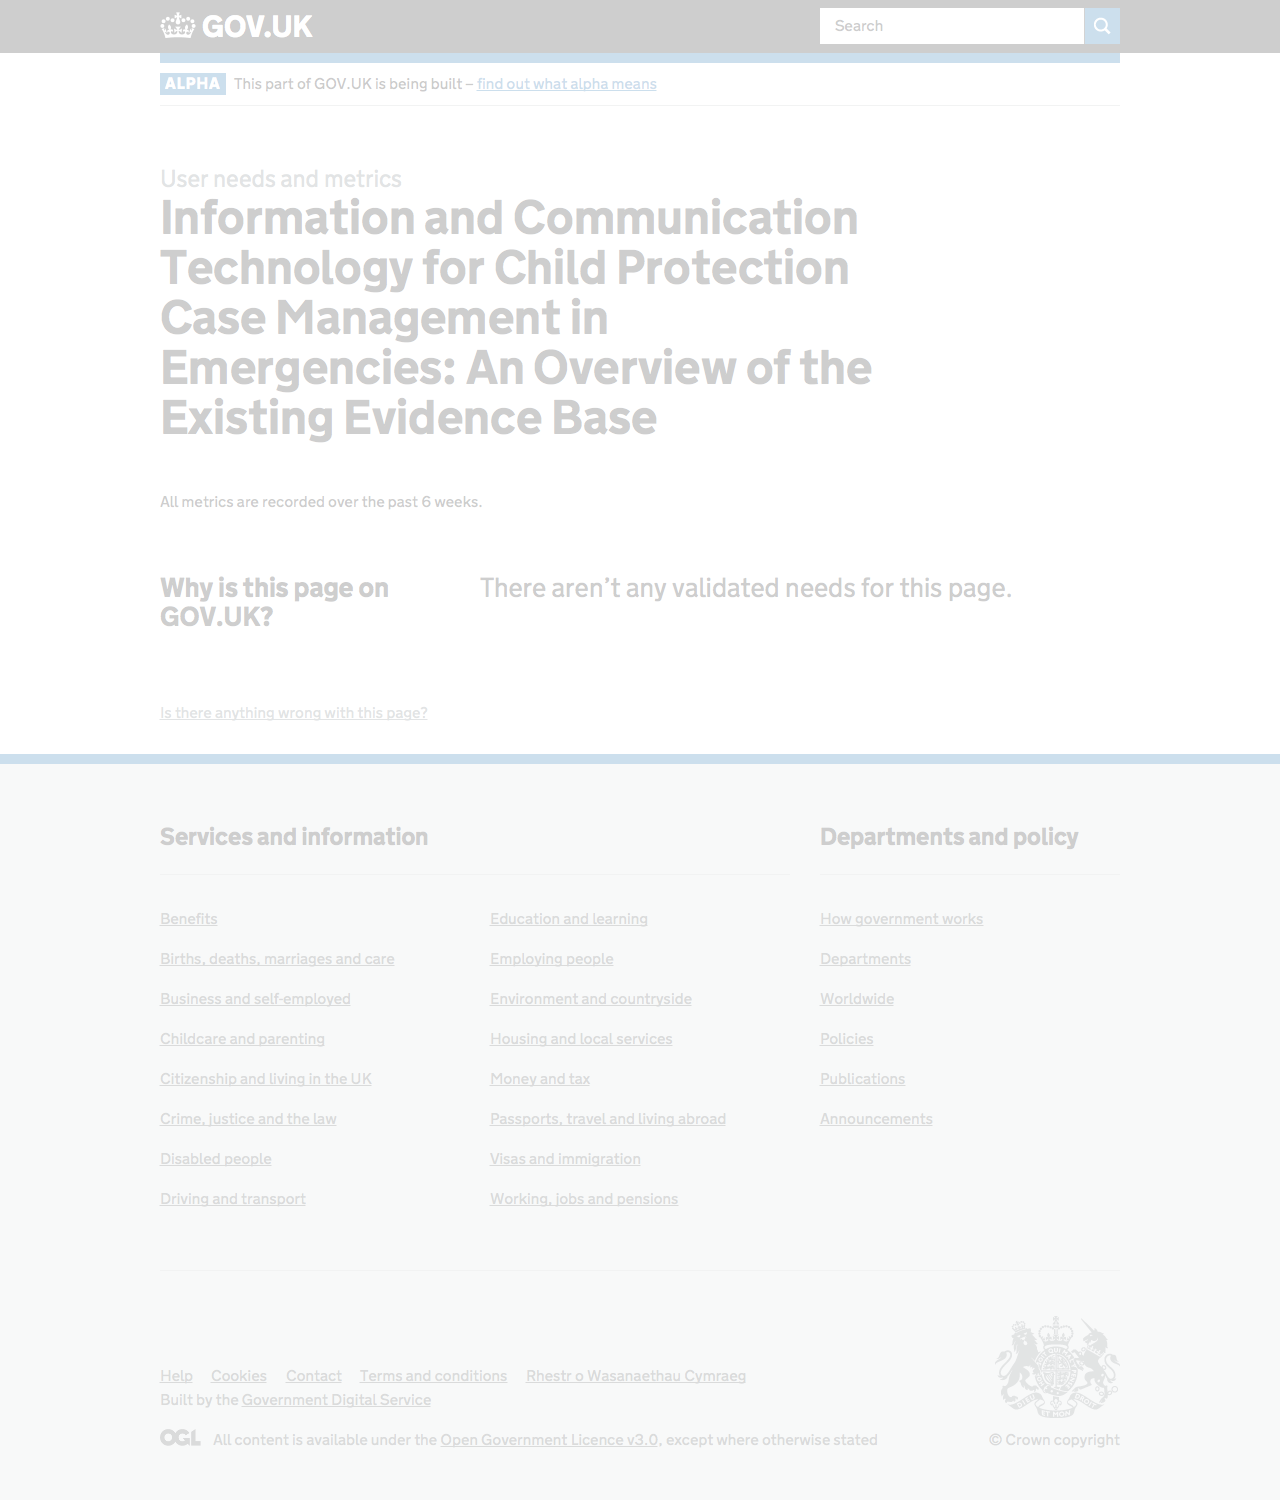 GOV.UK
Search
ALPHA This part of GOV.UK is being built – find out what alpha means
User needs and metrics
Information and Communication
Technology for Child Protection
Case Management in
Emergencies: An Overview of the
Existing Evidence Base
All metrics are recorded over the past 6 weeks.
Why is this page on
GOV.UK?
There aren’t any validated needs for this page.
Is there anything wrong with this page?
Services and information
Benefits
Births, deaths, marriages and care
Business and self-employed
Childcare and parenting
Citizenship and living in the UK
Crime, justice and the law
Disabled people
Driving and transport
Education and learning
Employing people
Environment and countryside
Housing and local services
Money and tax
Passports, travel and living abroad
Visas and immigration
Working, jobs and pensions
Departments and policy
How government works
Departments
Worldwide
Policies
Publications
Announcements
Help Cookies Contact Terms and conditions Rhestr o Wasanaethau Cymraeg
Built by the Government Digital Service
OGL All content is available under the Open Government Licence v3.0, except where otherwise stated
© Crown copyright